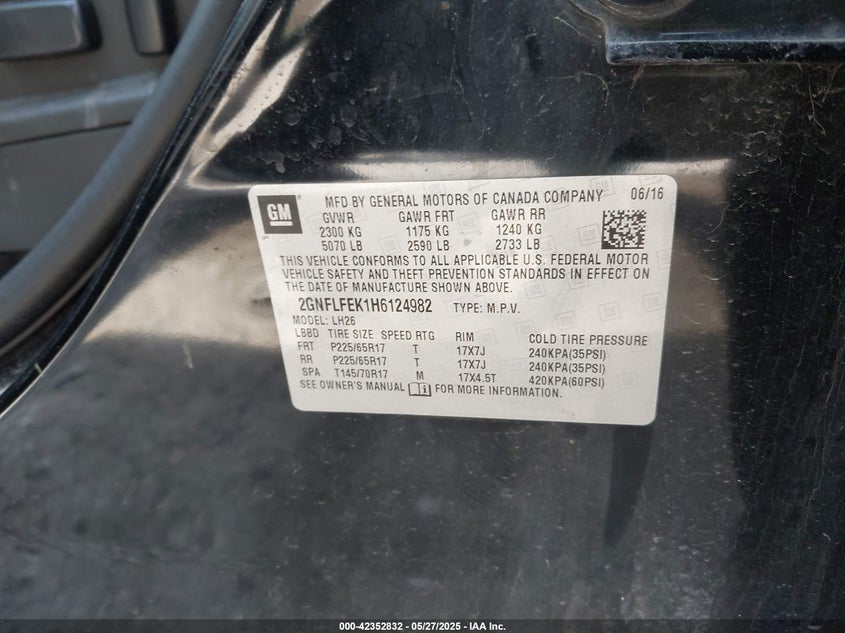 GM
MFD BY GENERAL MOTORS OF CANADA COMPANY 06/16
GVWR GAWR FRT GAWR RR
2300 KG 1175 KG 1240 KG
5070 LB 2590 LB 2733 LB
THIS VEHICLE CONFORMS TO ALL APPLICABLE U.S. FEDERAL MOTOR
VEHICLE SAFETY AND THEFT PREVENTION STANDARDS IN EFFECT ON
THE DATE OF MANUFACTURE SHOWN ABOVE.
2GNFLFEK1H6124982 TYPE: M.P.V.
MODEL: LH26
LBBD TIRE SIZE SPEED RTG RIM COLD TIRE PRESSURE
FRT P225/65R17 T 17X7J 240KPA(35PSI)
RR P225/65R17 T 17X7J 240KPA(35PSI)
SPA T145/70R17 M 17X4.5T 420KPA(60PSI)
SEE OWNER'S MANUAL FOR MORE INFORMATION.
000-42352832 - 05/27/2025 - IAA Inc.